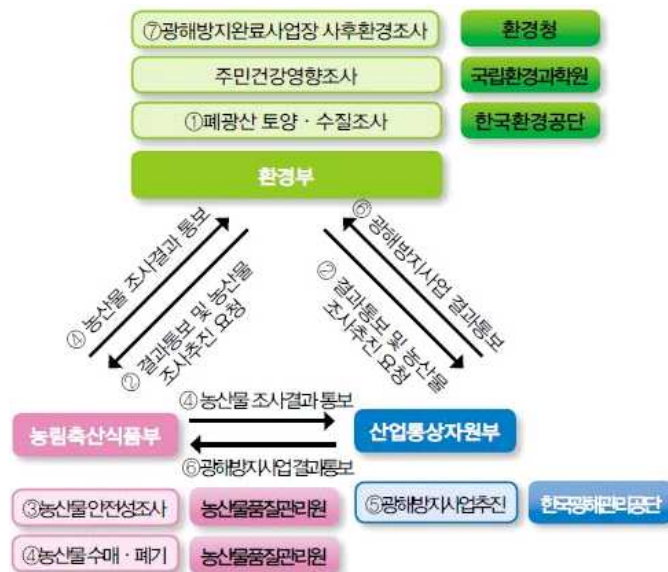 ⑦광해방지완료사업장 사후환경조사
환경청
주민건강영향조사
국립환경과학원
①폐광산 토양 · 수질조사
한국환경공단
환경부
④ 농산물 조사결과 통보
② 결과통보 및 농산물
조사추진 요청
⑥ 광해방지사업 결과통보
② 결과통보 및 농산물
조사추진 요청
④ 농산물 조사결과 통보
농림축산식품부
산업통상자원부
⑥광해방지사업 결과통보
③농산물안전성조사
농산물품질관리원
⑤광해방지사업추진
한국광해관리공단
④농산물수매 · 폐기
농산물품질관리원